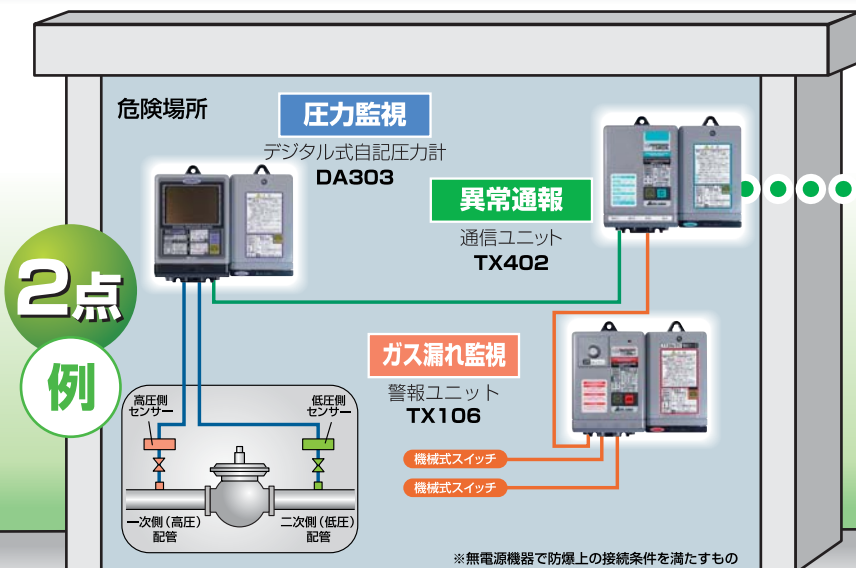 危険場所
圧力監視
デジタル式自記圧力計
DA303
異常通報
通信ユニット
TX402
2点
例
ガス漏れ監視
警報ユニット
TX106
高圧側
センサー
低圧側
センサー
機械式スイッチ
機械式スイッチ
一次側(高圧)
配管
二次側(低圧)
配管
※無電源機器で防爆上の接続条件を満たすもの